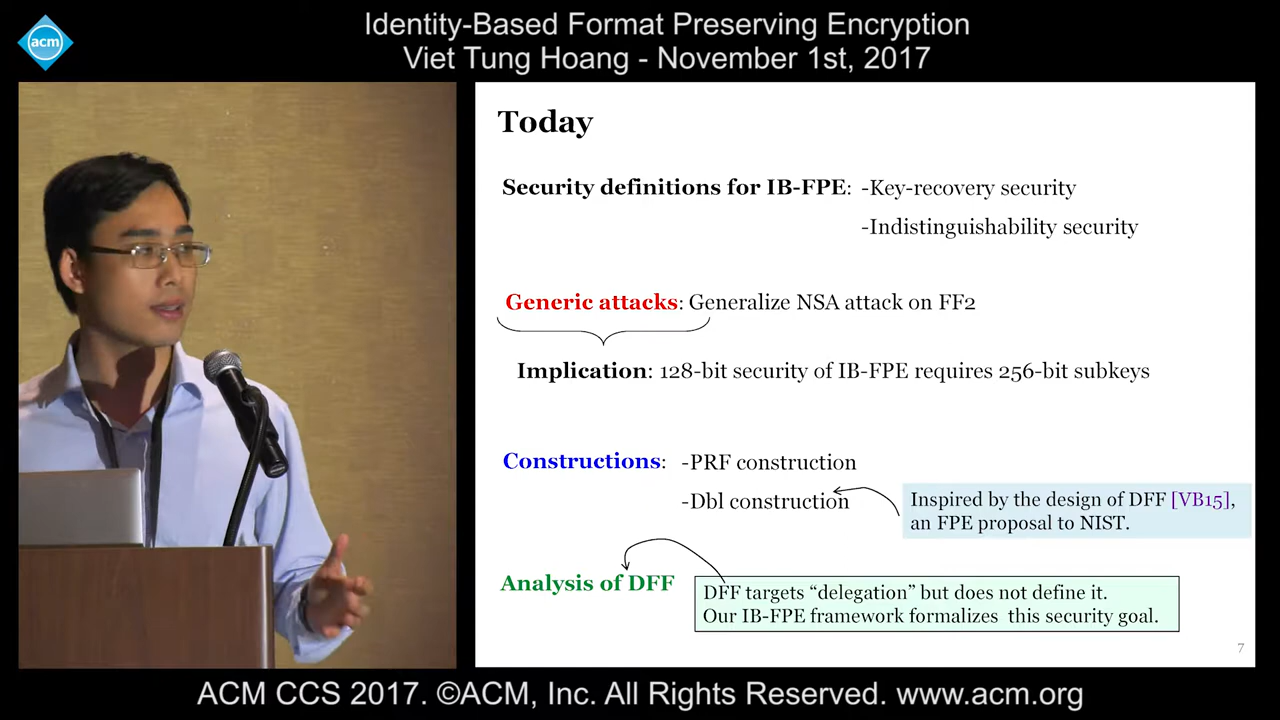 acm
Identity-Based Format Preserving Encryption
Viet Tung Hoang - November 1st, 2017
Today
Security definitions for IB-FPE: -Key-recovery security
-Indistinguishability security
Generic attacks: Generalize NSA attack on FF2
Implication: 128-bit security of IB-FPE requires 256-bit subkeys
Constructions: -PRF construction
-Dbl construction
Inspired by the design of DFF [VB15],
an FPE proposal to NIST.
Analysis of DFF
DFF targets “delegation” but does not define it.
Our IB-FPE framework formalizes this security goal.
7
ACM CCS 2017. ©ACM, Inc. All Rights Reserved. www.acm.org